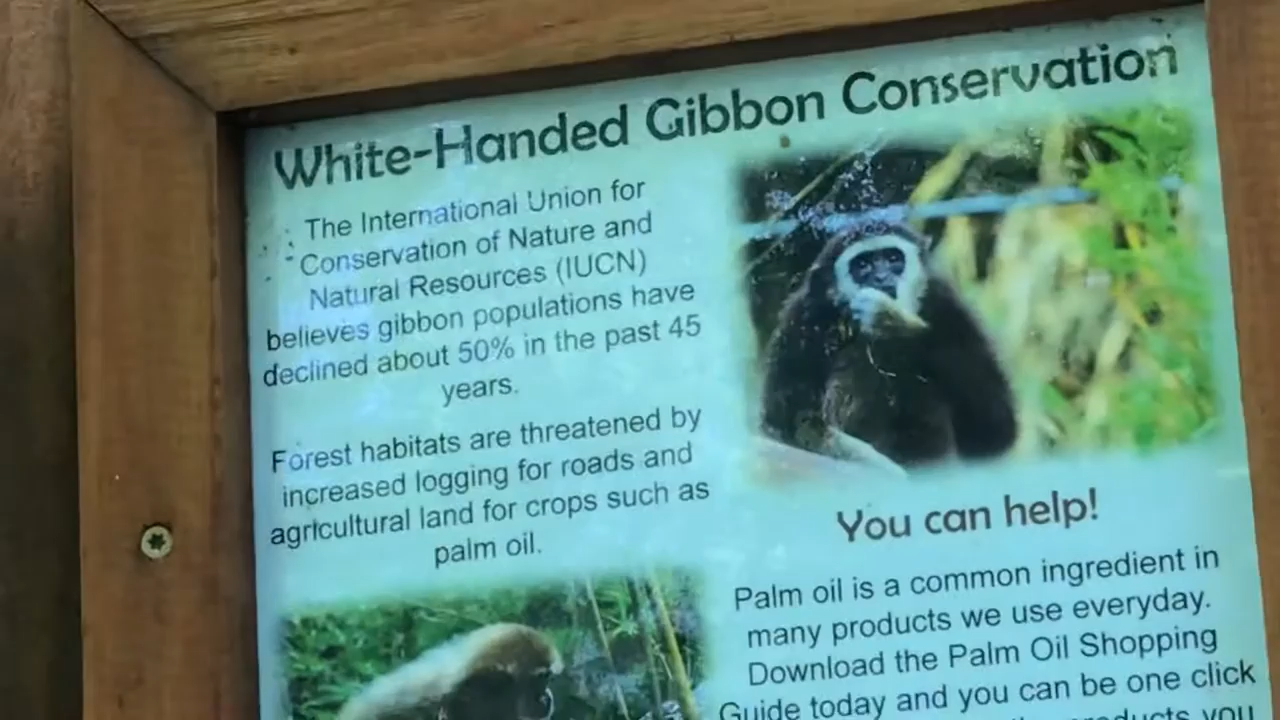 White-Handed Gibbon Conservation
The International Union for
Conservation of Nature and
Natural Resources (IUCN)
believes gibbon populations have
declined about 50% in the past 45
years.
Forest habitats are threatened by
increased logging for roads and
agricultural land for crops such as
palm oil.
You can help!
Palm oil is a common ingredient in
many products we use everyday.
Download the Palm Oil Shopping
Guide today and you can be one click
products you